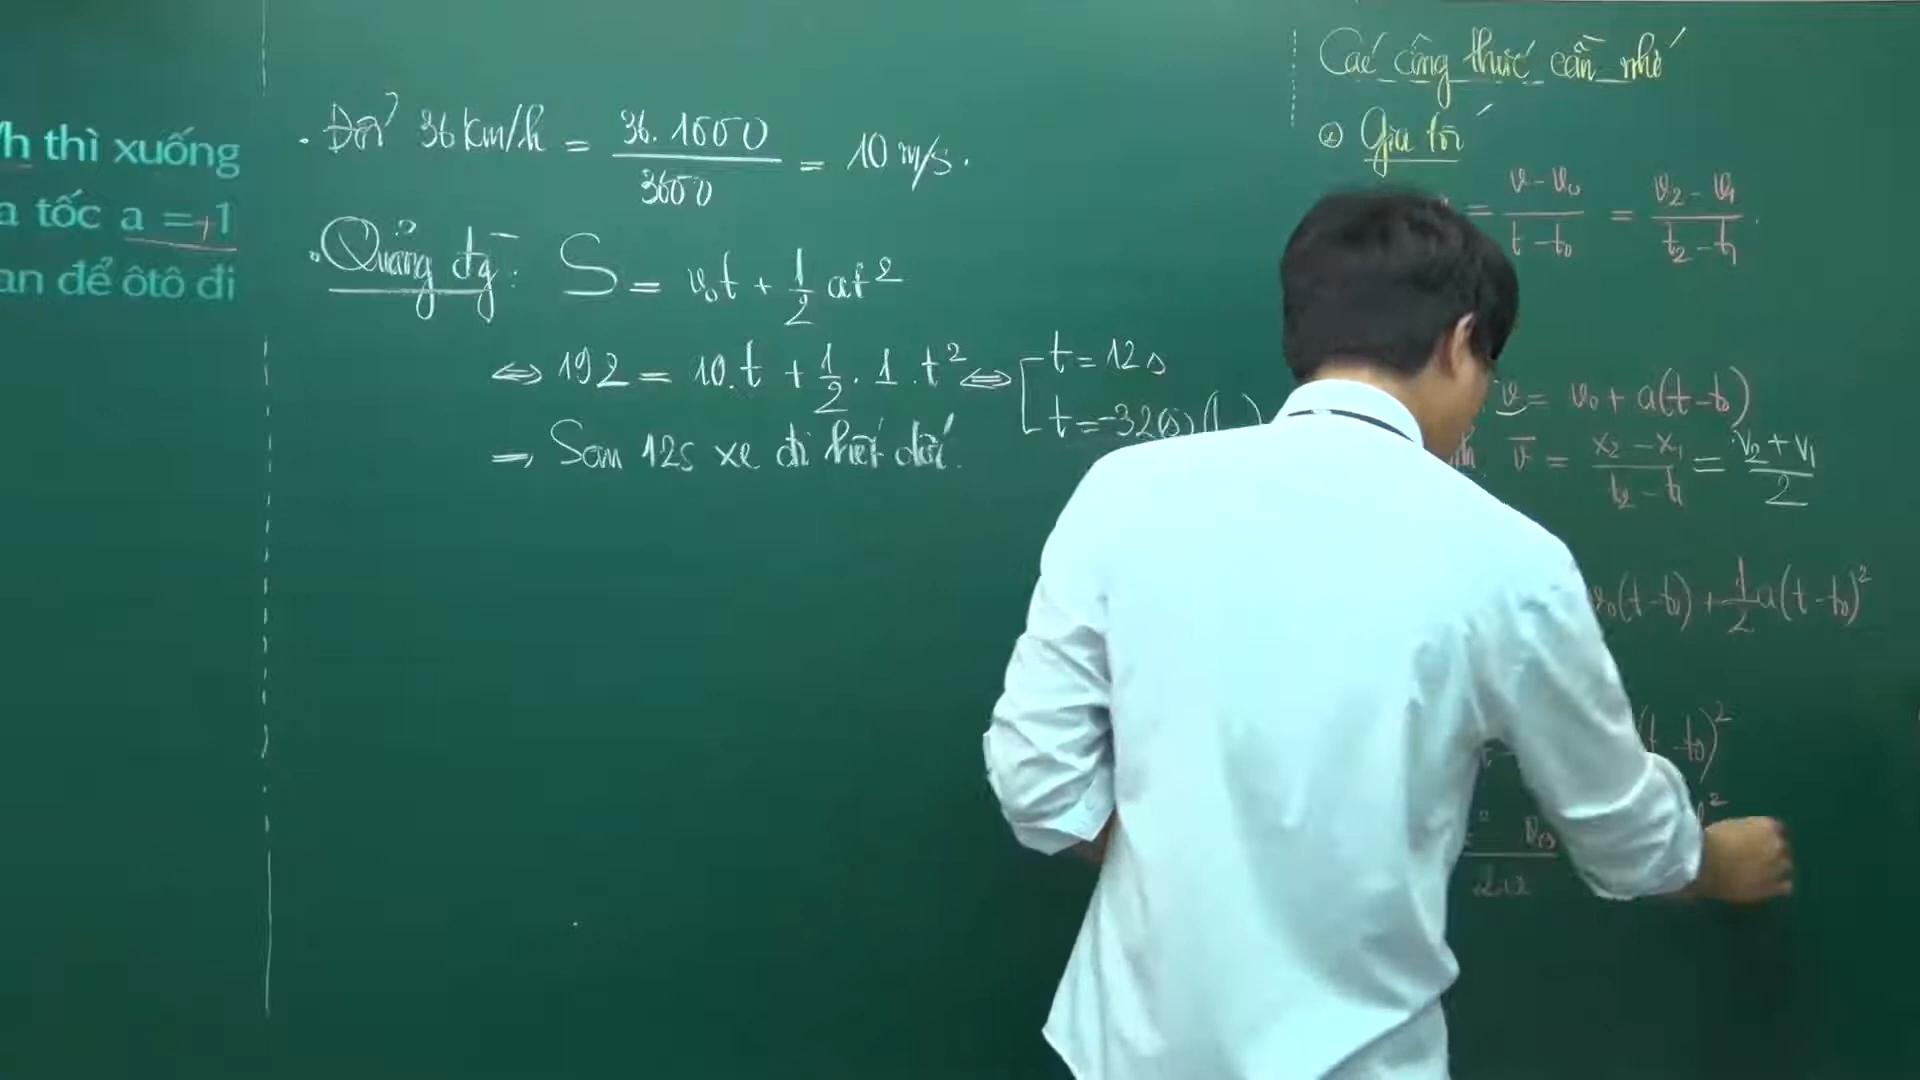 h thì xuống
a tốc a = 1
an để ôtô đi
. Đổi 36 km/h = 36.1000 / 3600 = 10 m/s.
. Quãng đg: S = v₀t + 1/2 at²
⇔ 192 = 10.t + 1/2 . 1 . t² ⇔ [ t = 12s
t = -32(s) (
⇒ Sau 12s xe đi hết dốc.
Các công thức cần nhớ
Gia tốc
= v - v₀ / t - t₀ = v₂ - v₁ / t₂ - t₁ .
v = v₀ + a(t - t₀)
v̅ = x₂ - x₁ / t₂ - t₁ = v₂ + v₁ / 2
v₀(t - t₀) + 1/2 a(t - t₀)²
(t - t₀)²